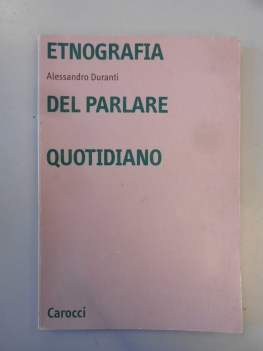 ETNOGRAFIA
Alessandro Duranti
DEL PARLARE
QUOTIDIANO
Carocci